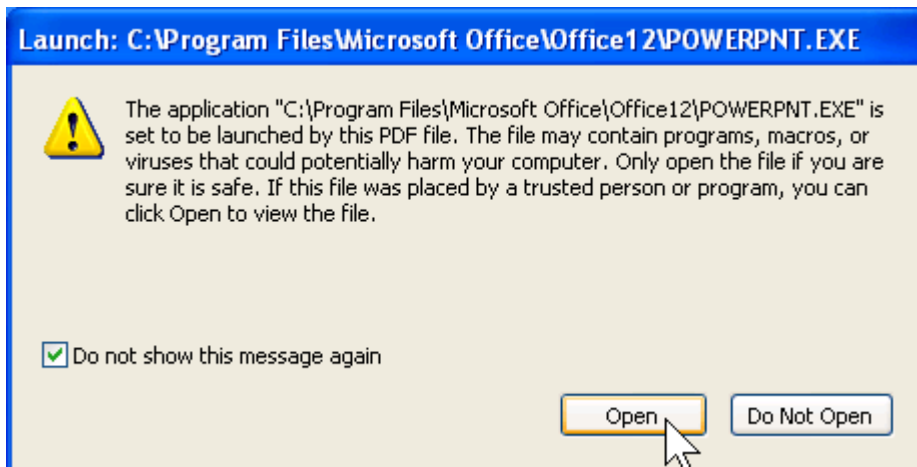 Launch: C:\Program Files\Microsoft Office\Office12\POWERPNT.EXE
The application "C:\Program Files\Microsoft Office\Office12\POWERPNT.EXE" is
set to be launched by this PDF file. The file may contain programs, macros, or
viruses that could potentially harm your computer. Only open the file if you are
sure it is safe. If this file was placed by a trusted person or program, you can
click Open to view the file.
Do not show this message again
Open
Do Not Open